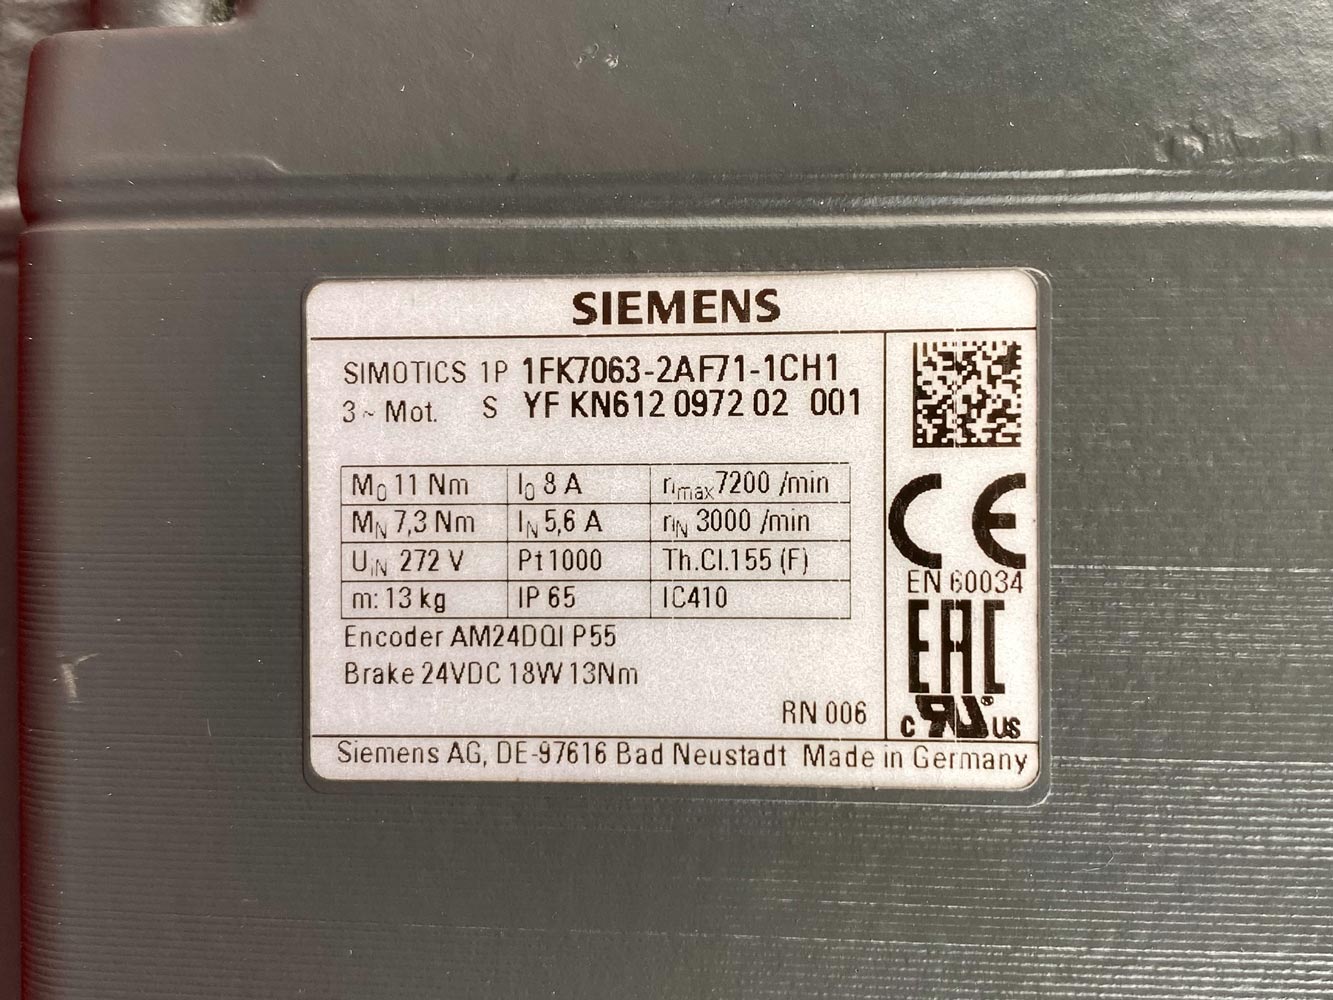 SIEMENS
SIMOTICS 1P 1FK7063-2AF71-1CH1
3 ~ Mot. S YF KN612 0972 02 001
M0 11 Nm I0 8 A nmax 7200 /min
MN 7,3 Nm IN 5,6 A nN 3000 /min
UIN 272 V Pt1000 Th.Cl.155 (F)
m: 13 kg IP 65 IC410
Encoder AM24DQI P55
Brake 24VDC 18W 13Nm
RN 006
CE
EN 60034
EAC
c RU® US
Siemens AG, DE-97616 Bad Neustadt Made in Germany